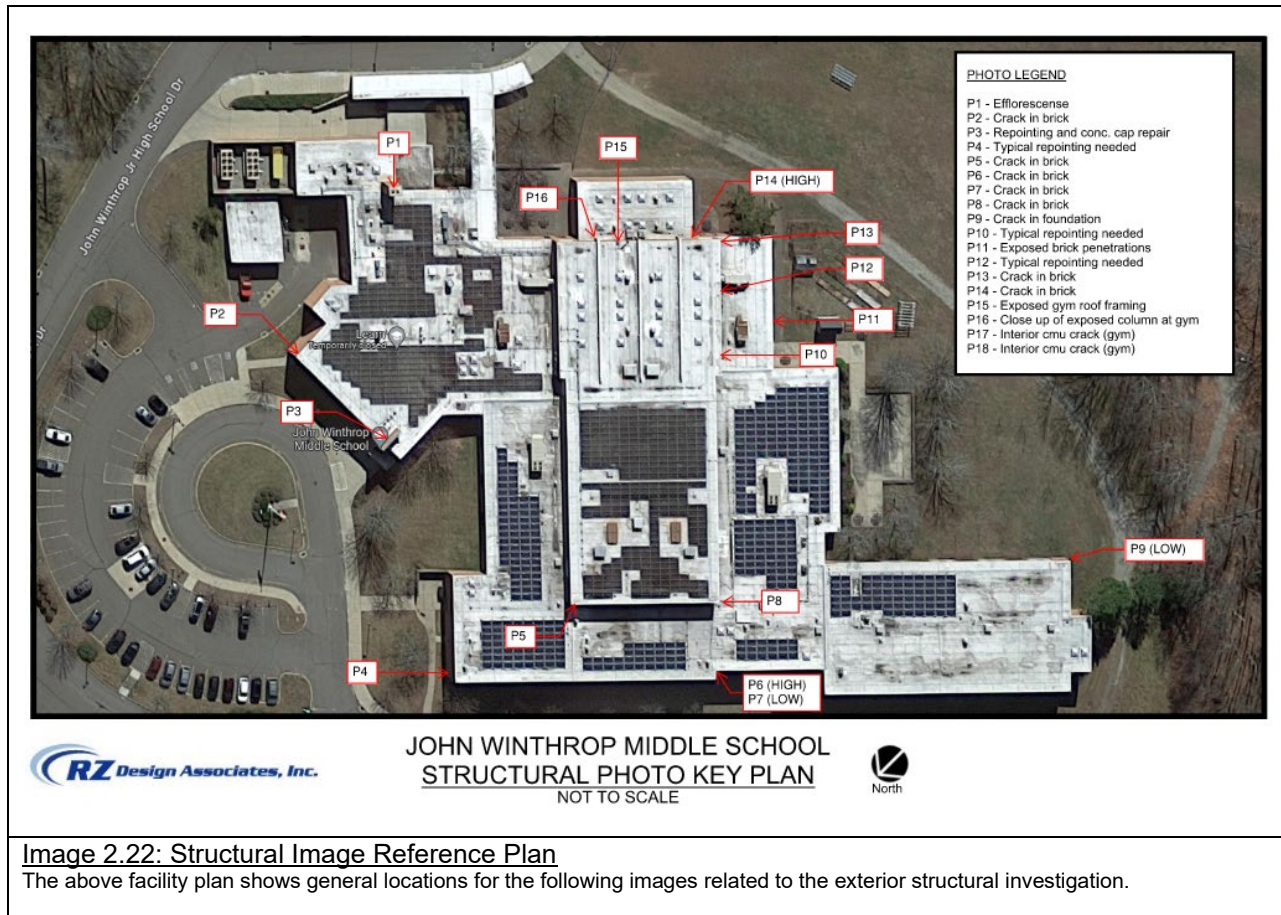 John Winthrop Jr High School Dr
Dr
P1
P15
P14 (HIGH)
P16
P13
P12
P2
Learn
Temporarily closed
P11
P10
P3
John Winthrop
Middle School
P9 (LOW)
P8
P5
P4
P6 (HIGH)
P7 (LOW)
PHOTO LEGEND
P1 - Efflorescense
P2 - Crack in brick
P3 - Repointing and conc. cap repair
P4 - Typical repointing needed
P5 - Crack in brick
P6 - Crack in brick
P7 - Crack in brick
P8 - Crack in brick
P9 - Crack in foundation
P10 - Typical repointing needed
P11 - Exposed brick penetrations
P12 - Typical repointing needed
P13 - Crack in brick
P14 - Crack in brick
P15 - Exposed gym roof framing
P16 - Close up of exposed column at gym
P17 - Interior cmu crack (gym)
P18 - Interior cmu crack (gym)
RZ Design Associates, Inc.
JOHN WINTHROP MIDDLE SCHOOL
STRUCTURAL PHOTO KEY PLAN
NOT TO SCALE
North
Image 2.22: Structural Image Reference Plan
The above facility plan shows general locations for the following images related to the exterior structural investigation.